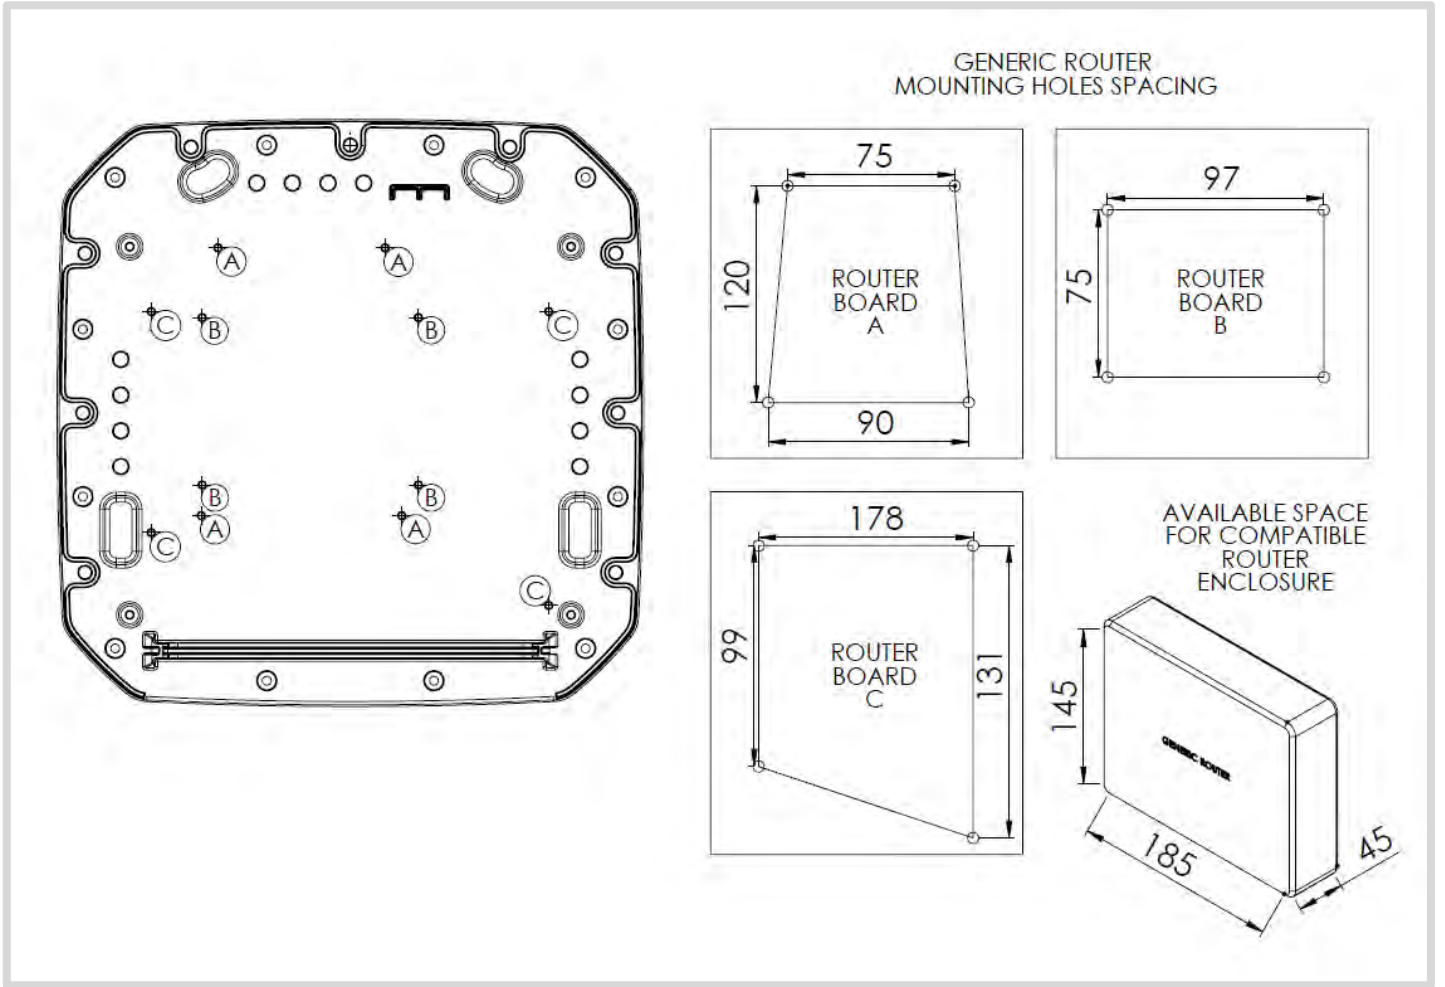 GENERIC ROUTER
MOUNTING HOLES SPACING
A
A
C
B
B
C
B
B
A
A
C
C
75
120
ROUTER
BOARD
A
90
97
75
ROUTER
BOARD
B
178
99
ROUTER
BOARD
C
131
AVAILABLE SPACE
FOR COMPATIBLE
ROUTER
ENCLOSURE
145
GENERIC ROUTER
185
45